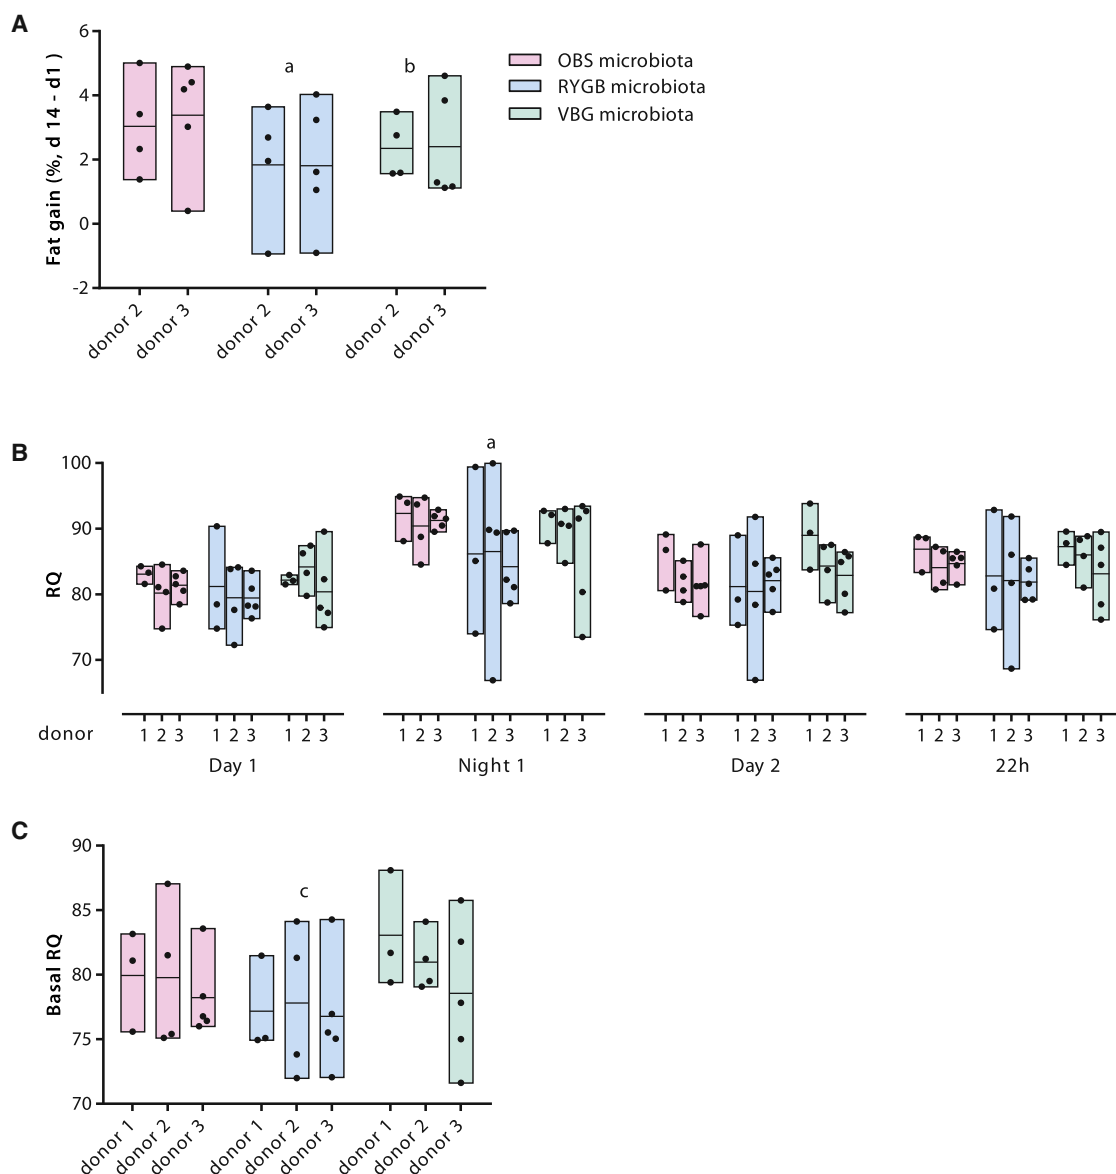 A
6
4
2
0
-2
Fat gain (%, d 14 - d1 )
a
b
OBS microbiota
RYGB microbiota
VBG microbiota
donor 2
donor 3
donor 2
donor 3
donor 2
donor 3
B
a
100
90
80
70
RQ
donor
1 2 3
1 2 3
1 2 3
1 2 3
1 2 3
1 2 3
1 2 3
1 2 3
1 2 3
1 2 3
1 2 3
1 2 3
Day 1
Night 1
Day 2
22h
C
90
85
80
75
70
Basal RQ
c
donor 1
donor 2
donor 3
donor 1
donor 2
donor 3
donor 1
donor 2
donor 3